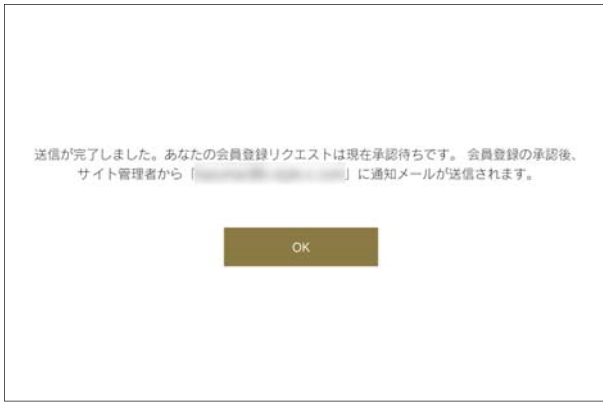 送信が完了しました。あなたの会員登録リクエストは現在承認待ちです。 会員登録の承認後、
サイト管理者から「 」に通知メールが送信されます。
OK